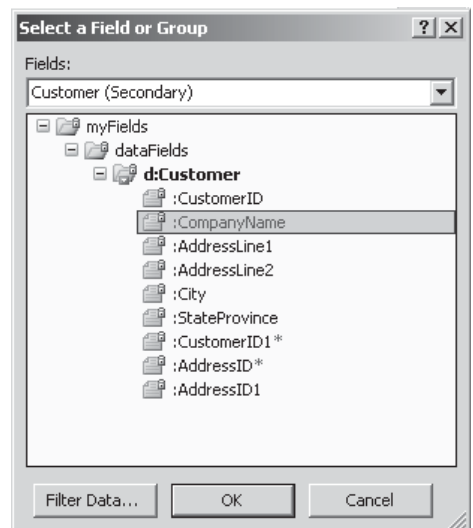 Select a Field or Group
Fields:
Customer (Secondary)
myFields
dataFields
d:Customer
:CustomerID
:CompanyName
:AddressLine1
:AddressLine2
:City
:StateProvince
:CustomerID1*
:AddressID*
:AddressID1
Filter Data... OK Cancel